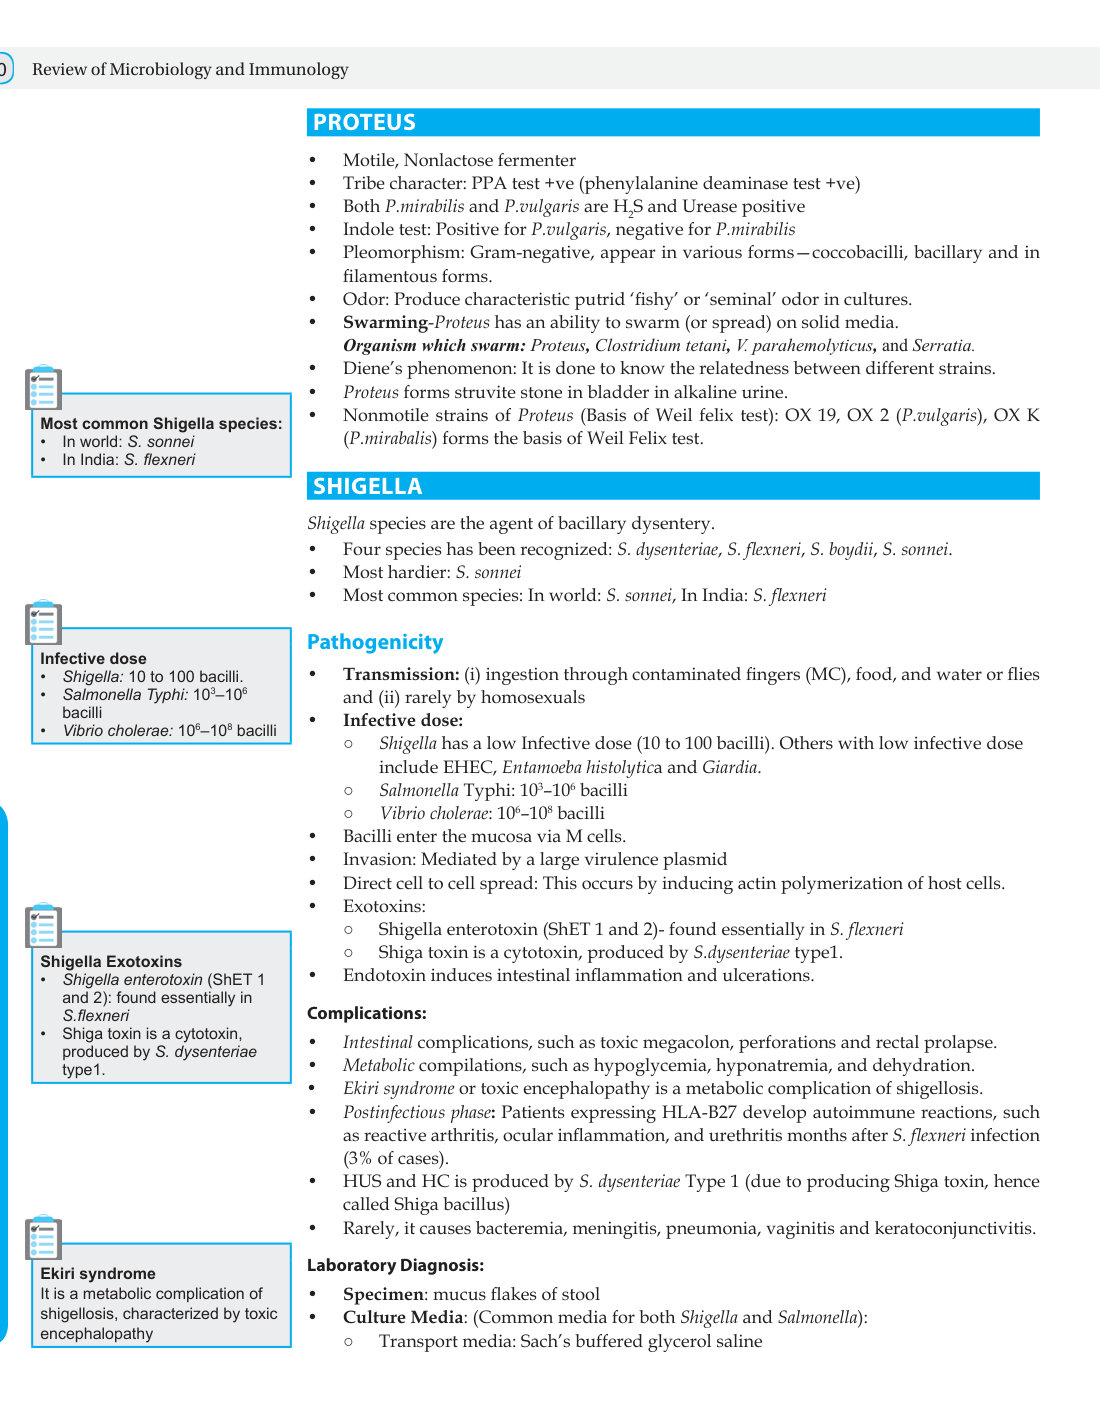 0 Review of Microbiology and Immunology
PROTEUS
• Motile, Nonlactose fermenter
• Tribe character: PPA test +ve (phenylalanine deaminase test +ve)
• Both P.mirabilis and P.vulgaris are H₂S and Urease positive
• Indole test: Positive for P.vulgaris, negative for P.mirabilis
• Pleomorphism: Gram-negative, appear in various forms—coccobacilli, bacillary and in
filamentous forms.
• Odor: Produce characteristic putrid ‘fishy’ or ‘seminal’ odor in cultures.
• Swarming-Proteus has an ability to swarm (or spread) on solid media.
Organism which swarm: Proteus, Clostridium tetani, V. parahemolyticus, and Serratia.
• Diene’s phenomenon: It is done to know the relatedness between different strains.
• Proteus forms struvite stone in bladder in alkaline urine.
• Nonmotile strains of Proteus (Basis of Weil felix test): OX 19, OX 2 (P.vulgaris), OX K
(P.mirabalis) forms the basis of Weil Felix test.
Most common Shigella species:
• In world: S. sonnei
• In India: S. flexneri
SHIGELLA
Shigella species are the agent of bacillary dysentery.
• Four species has been recognized: S. dysenteriae, S. flexneri, S. boydii, S. sonnei.
• Most hardier: S. sonnei
• Most common species: In world: S. sonnei, In India: S. flexneri
Pathogenicity
• Transmission: (i) ingestion through contaminated fingers (MC), food, and water or flies
and (ii) rarely by homosexuals
• Infective dose:
○ Shigella has a low Infective dose (10 to 100 bacilli). Others with low infective dose
include EHEC, Entamoeba histolytica and Giardia.
○ Salmonella Typhi: 10³–10⁶ bacilli
○ Vibrio cholerae: 10⁶–10⁸ bacilli
• Bacilli enter the mucosa via M cells.
• Invasion: Mediated by a large virulence plasmid
• Direct cell to cell spread: This occurs by inducing actin polymerization of host cells.
• Exotoxins:
○ Shigella enterotoxin (ShET 1 and 2)- found essentially in S. flexneri
○ Shiga toxin is a cytotoxin, produced by S.dysenteriae type1.
• Endotoxin induces intestinal inflammation and ulcerations.
Infective dose
• Shigella: 10 to 100 bacilli.
• Salmonella Typhi: 10³–10⁶
bacilli
• Vibrio cholerae: 10⁶–10⁸ bacilli
Shigella Exotoxins
• Shigella enterotoxin (ShET 1
and 2): found essentially in
S.flexneri
• Shiga toxin is a cytotoxin,
produced by S. dysenteriae
type1.
Complications:
• Intestinal complications, such as toxic megacolon, perforations and rectal prolapse.
• Metabolic compilations, such as hypoglycemia, hyponatremia, and dehydration.
• Ekiri syndrome or toxic encephalopathy is a metabolic complication of shigellosis.
• Postinfectious phase: Patients expressing HLA-B27 develop autoimmune reactions, such
as reactive arthritis, ocular inflammation, and urethritis months after S. flexneri infection
(3% of cases).
• HUS and HC is produced by S. dysenteriae Type 1 (due to producing Shiga toxin, hence
called Shiga bacillus)
• Rarely, it causes bacteremia, meningitis, pneumonia, vaginitis and keratoconjunctivitis.
Ekiri syndrome
It is a metabolic complication of
shigellosis, characterized by toxic
encephalopathy
Laboratory Diagnosis:
• Specimen: mucus flakes of stool
• Culture Media: (Common media for both Shigella and Salmonella):
○ Transport media: Sach’s buffered glycerol saline